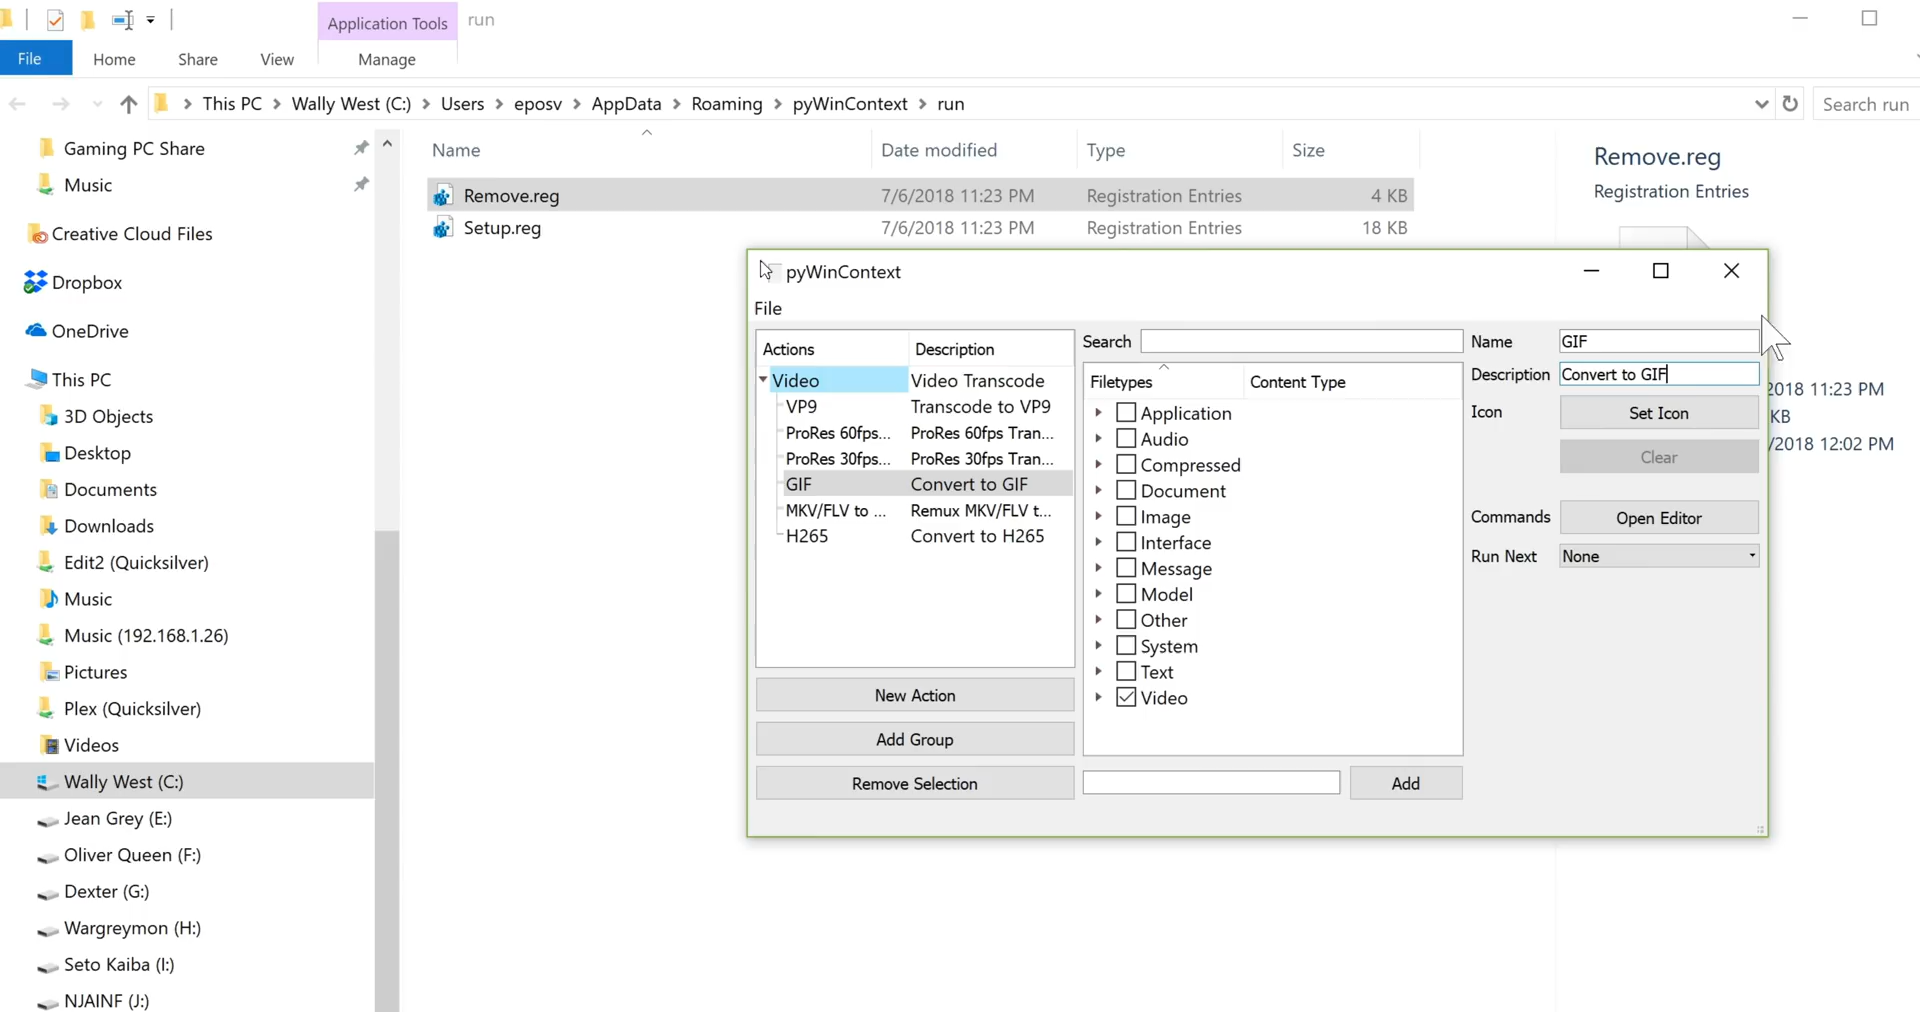 Application Tools
run
File
Home
Share
View
Manage
This PC
Wally West (C:)
Users
eposv
AppData
Roaming
pyWinContext
run
Search run
Gaming PC Share
Music
Creative Cloud Files
Dropbox
OneDrive
This PC
3D Objects
Desktop
Documents
Downloads
Edit2 (Quicksilver)
Music
Music (192.168.1.26)
Pictures
Plex (Quicksilver)
Videos
Wally West (C:)
Jean Grey (E:)
Oliver Queen (F:)
Dexter (G:)
Wargreymon (H:)
Seto Kaiba (I:)
NJAINF (J:)
Name Date modified Type Size
Remove.reg 7/6/2018 11:23 PM Registration Entries 4 KB
Setup.reg 7/6/2018 11:23 PM Registration Entries 18 KB
Remove.reg
Registration Entries
2018 11:23 PM
KB
/2018 12:02 PM
pyWinContext
File
Actions Description
Video Video Transcode
VP9 Transcode to VP9
ProRes 60fps... ProRes 60fps Tran...
ProRes 30fps... ProRes 30fps Tran...
GIF Convert to GIF
MKV/FLV to ... Remux MKV/FLV t...
H265 Convert to H265
New Action
Add Group
Remove Selection
Search
Filetypes Content Type
Application
Audio
Compressed
Document
Image
Interface
Message
Model
Other
System
Text
Video
Add
Name GIF
Description Convert to GIF
Icon Set Icon
Clear
Commands Open Editor
Run Next None